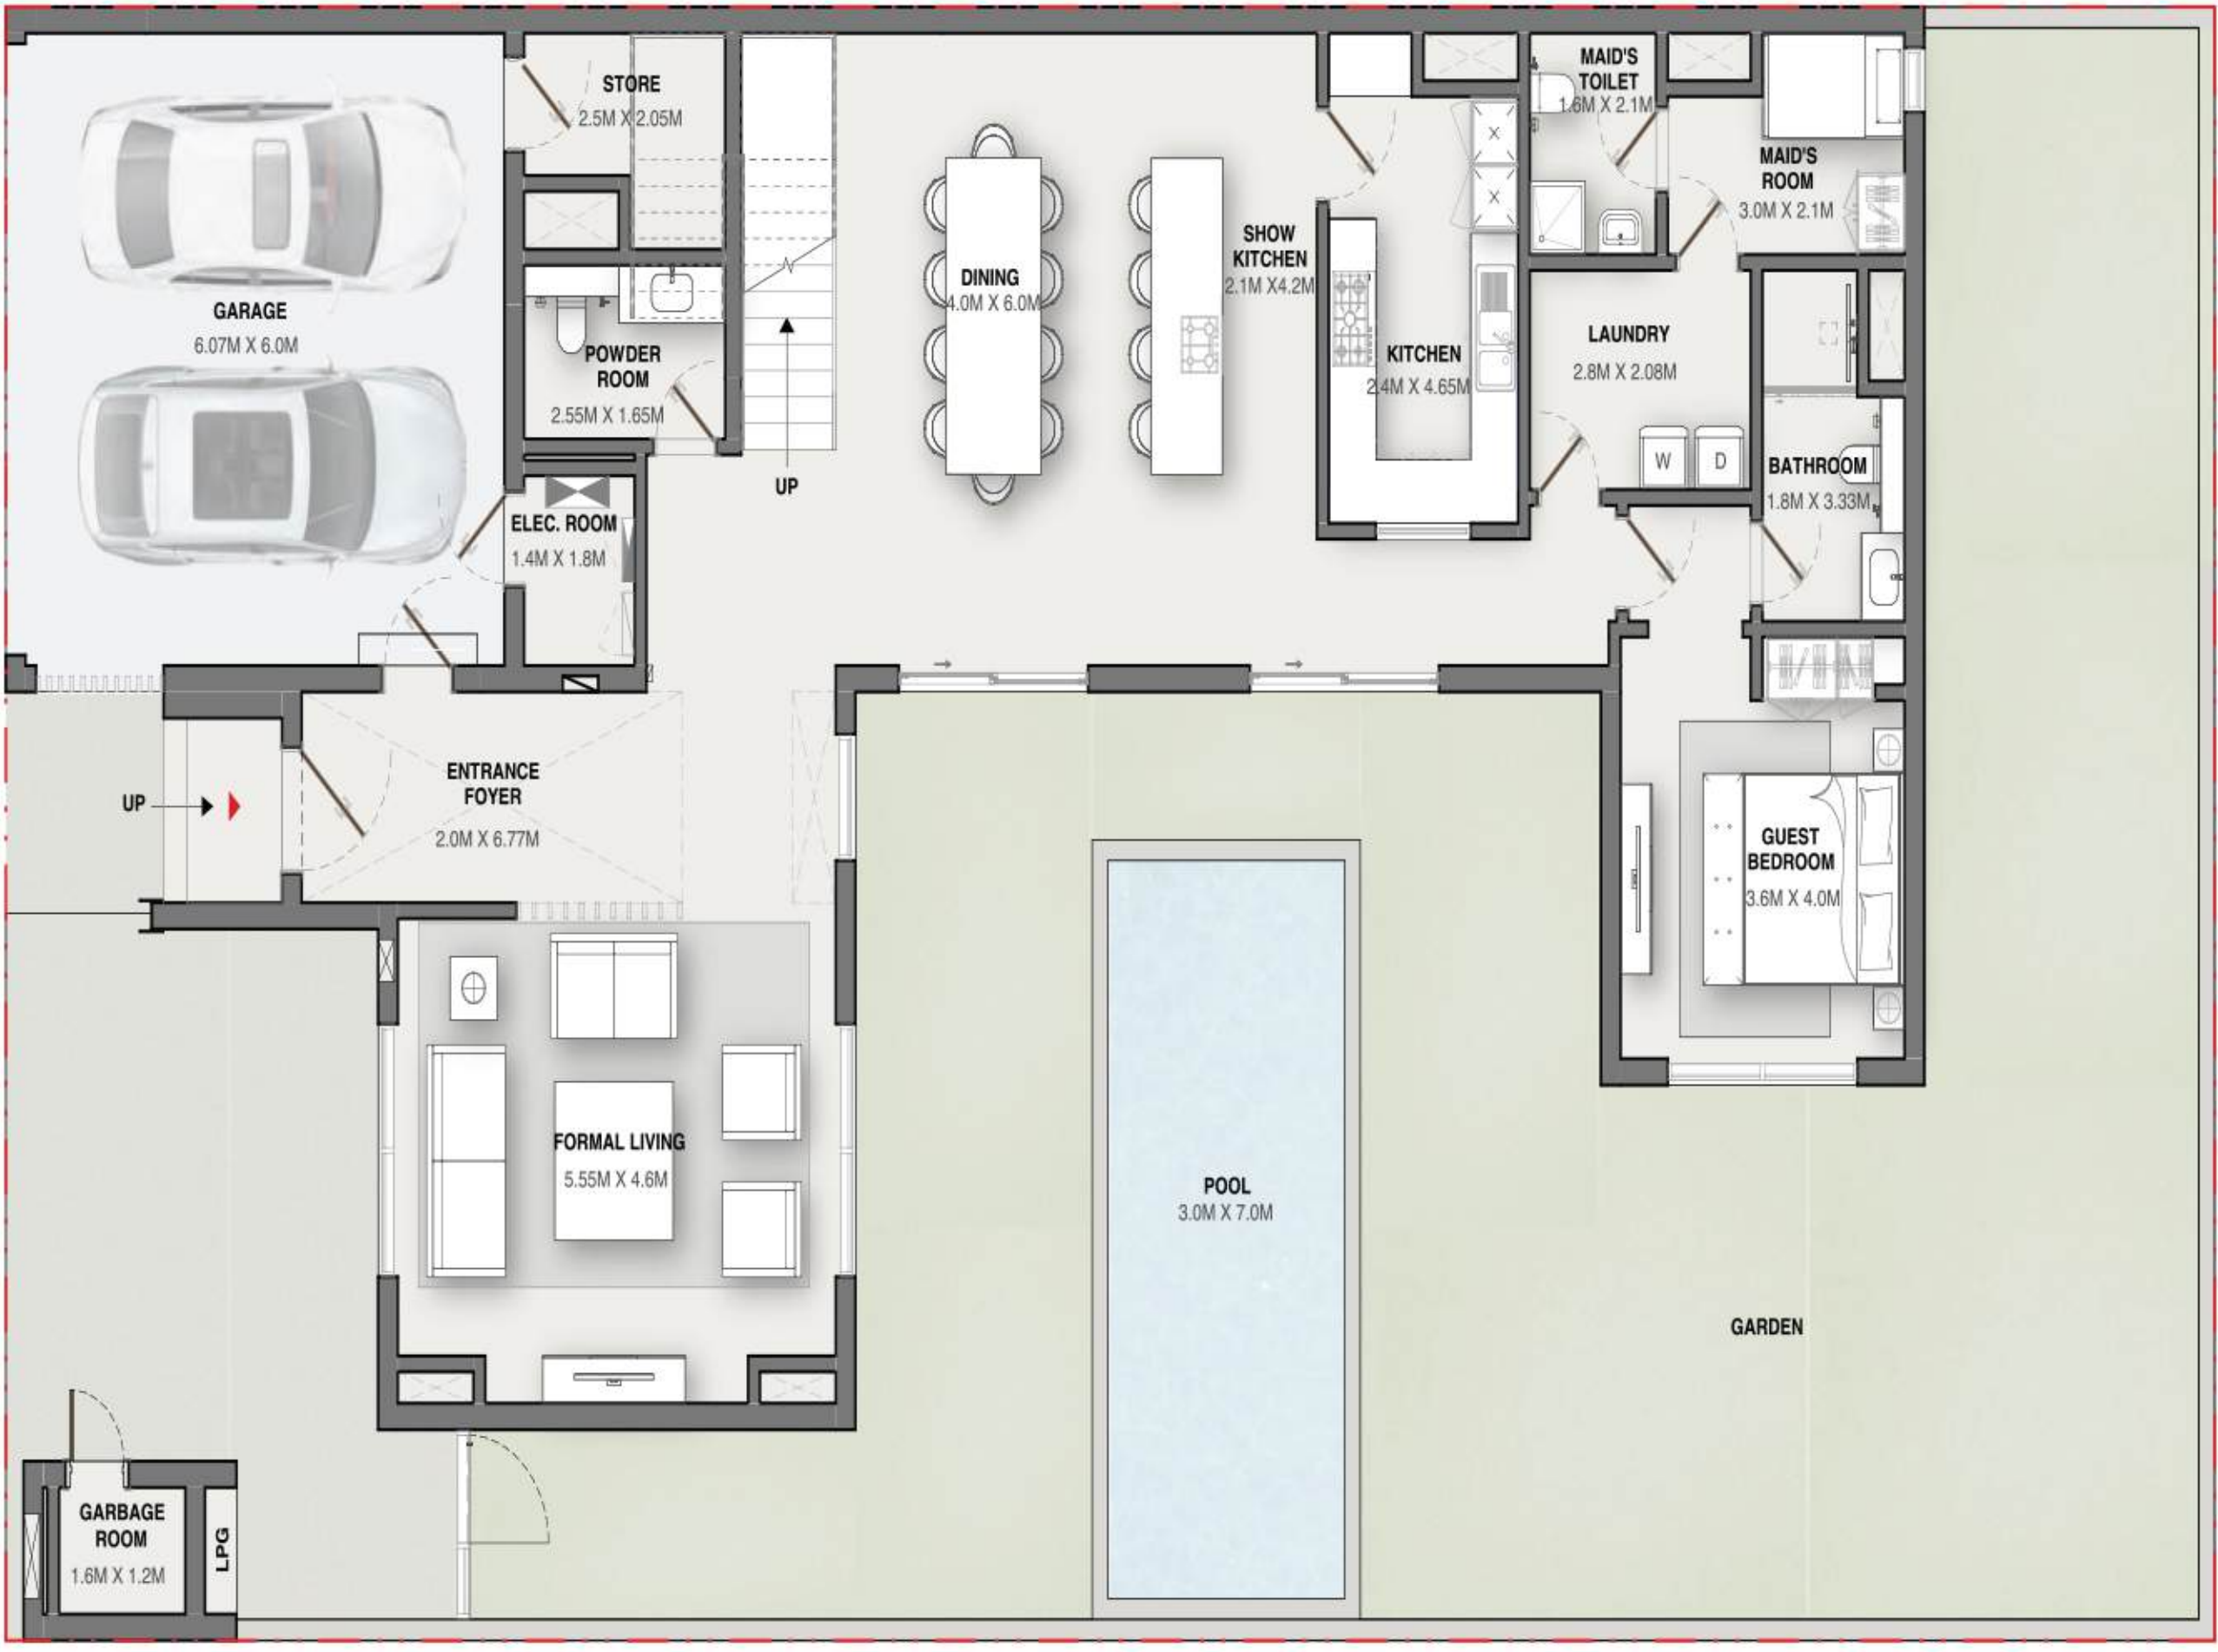 STORE
2.5M X 2.05M
MAID'S
TOILET
1.6M X 2.1M
MAID'S
ROOM
3.0M X 2.1M
GARAGE
6.07M X 6.0M
POWDER
ROOM
2.55M X 1.65M
UP
DINING
4.0M X 6.0M
SHOW
KITCHEN
2.1M X4.2M
KITCHEN
2.4M X 4.65M
LAUNDRY
2.8M X 2.08M
W
D
BATHROOM
1.8M X 3.33M
ELEC. ROOM
1.4M X 1.8M
UP
ENTRANCE
FOYER
2.0M X 6.77M
GUEST
BEDROOM
3.6M X 4.0M
FORMAL LIVING
5.55M X 4.6M
POOL
3.0M X 7.0M
GARDEN
GARBAGE
ROOM
1.6M X 1.2M
LPG